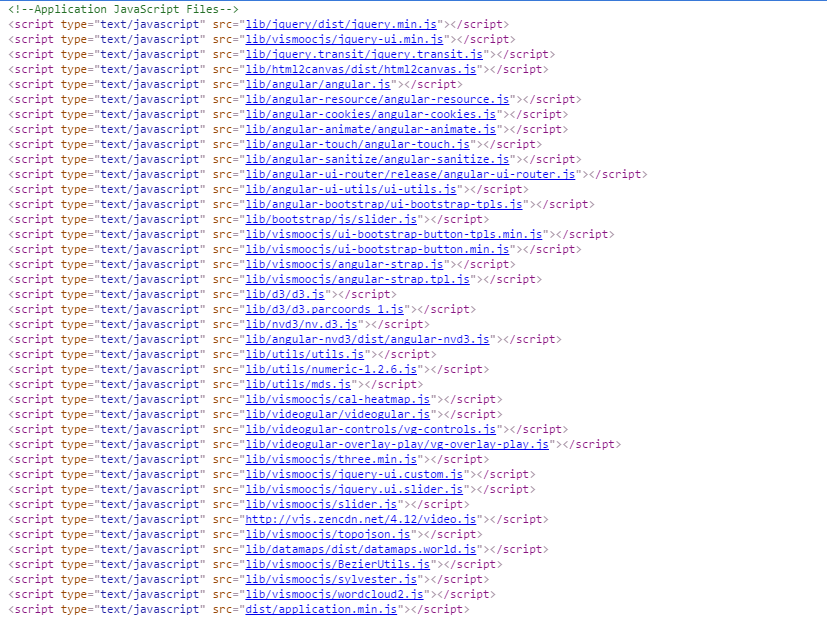 <!--Application JavaScript Files-->
<script type="text/javascript" src="lib/jquery/dist/jquery.min.js"></script>
<script type="text/javascript" src="lib/vismoocjs/jquery-ui.min.js"></script>
<script type="text/javascript" src="lib/jquery.transit/jquery.transit.js"></script>
<script type="text/javascript" src="lib/html2canvas/dist/html2canvas.js"></script>
<script type="text/javascript" src="lib/angular/angular.js"></script>
<script type="text/javascript" src="lib/angular-resource/angular-resource.js"></script>
<script type="text/javascript" src="lib/angular-cookies/angular-cookies.js"></script>
<script type="text/javascript" src="lib/angular-animate/angular-animate.js"></script>
<script type="text/javascript" src="lib/angular-touch/angular-touch.js"></script>
<script type="text/javascript" src="lib/angular-sanitize/angular-sanitize.js"></script>
<script type="text/javascript" src="lib/angular-ui-router/release/angular-ui-router.js"></script>
<script type="text/javascript" src="lib/angular-ui-utils/ui-utils.js"></script>
<script type="text/javascript" src="lib/angular-bootstrap/ui-bootstrap-tpls.js"></script>
<script type="text/javascript" src="lib/bootstrap/js/slider.js"></script>
<script type="text/javascript" src="lib/vismoocjs/ui-bootstrap-button-tpls.min.js"></script>
<script type="text/javascript" src="lib/vismoocjs/ui-bootstrap-button.min.js"></script>
<script type="text/javascript" src="lib/vismoocjs/angular-strap.js"></script>
<script type="text/javascript" src="lib/vismoocjs/angular-strap.tpl.js"></script>
<script type="text/javascript" src="lib/d3/d3.js"></script>
<script type="text/javascript" src="lib/d3/d3.parcoords_1.js"></script>
<script type="text/javascript" src="lib/nvd3/nv.d3.js"></script>
<script type="text/javascript" src="lib/angular-nvd3/dist/angular-nvd3.js"></script>
<script type="text/javascript" src="lib/utils/utils.js"></script>
<script type="text/javascript" src="lib/utils/numeric-1.2.6.js"></script>
<script type="text/javascript" src="lib/utils/mds.js"></script>
<script type="text/javascript" src="lib/vismoocjs/cal-heatmap.js"></script>
<script type="text/javascript" src="lib/videogular/videogular.js"></script>
<script type="text/javascript" src="lib/videogular-controls/vg-controls.js"></script>
<script type="text/javascript" src="lib/videogular-overlay-play/vg-overlay-play.js"></script>
<script type="text/javascript" src="lib/vismoocjs/three.min.js"></script>
<script type="text/javascript" src="lib/vismoocjs/jquery-ui.custom.js"></script>
<script type="text/javascript" src="lib/vismoocjs/jquery.ui.slider.js"></script>
<script type="text/javascript" src="lib/vismoocjs/slider.js"></script>
<script type="text/javascript" src="http://vjs.zencdn.net/4.12/video.js"></script>
<script type="text/javascript" src="lib/vismoocjs/topojson.js"></script>
<script type="text/javascript" src="lib/datamaps/dist/datamaps.world.js"></script>
<script type="text/javascript" src="lib/vismoocjs/BezierUtils.js"></script>
<script type="text/javascript" src="lib/vismoocjs/sylvester.js"></script>
<script type="text/javascript" src="lib/vismoocjs/wordcloud2.js"></script>
<script type="text/javascript" src="dist/application.min.js"></script>